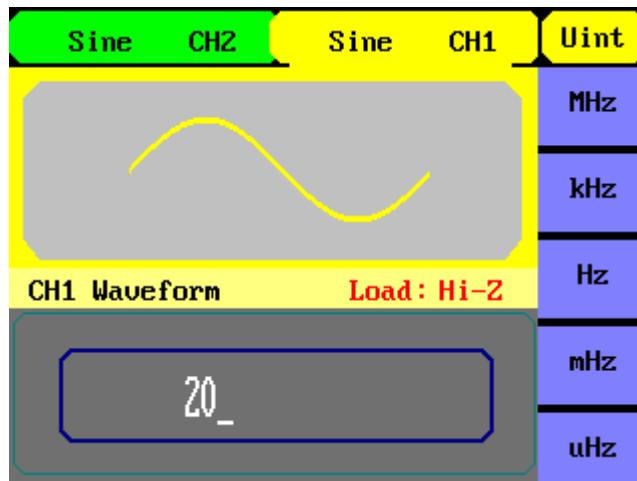 Sine CH2 Sine CH1 Uint
MHz
kHz
Hz
mHz
uHz
CH1 Waveform Load: Hi-Z
20_